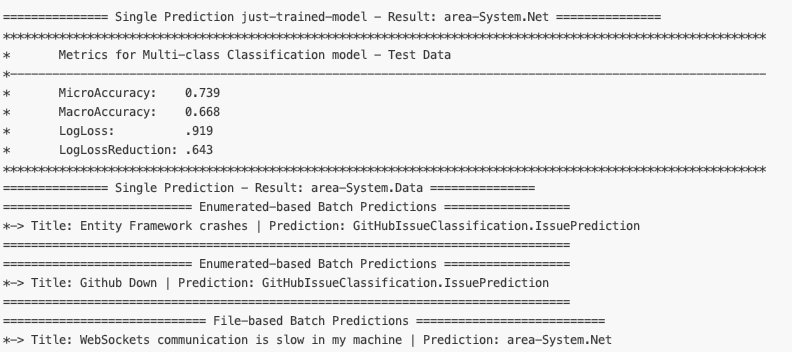 =============== Single Prediction just-trained-model - Result: area-System.Net ===============
*************************************************************************************************************
*       Metrics for Multi-class Classification model - Test Data
*------------------------------------------------------------------------------------------------------------
*       MicroAccuracy:    0.739
*       MacroAccuracy:    0.668
*       LogLoss:          .919
*       LogLossReduction: .643
*************************************************************************************************************
=============== Single Prediction - Result: area-System.Data ===============
=========================== Enumerated-based Batch Predictions ==================
*-> Title: Entity Framework crashes | Prediction: GitHubIssueClassification.IssuePrediction
=================================================================================
=========================== Enumerated-based Batch Predictions ==================
*-> Title: Github Down | Prediction: GitHubIssueClassification.IssuePrediction
=================================================================================
============================= File-based Batch Predictions ===========================
*-> Title: WebSockets communication is slow in my machine | Prediction: area-System.Net